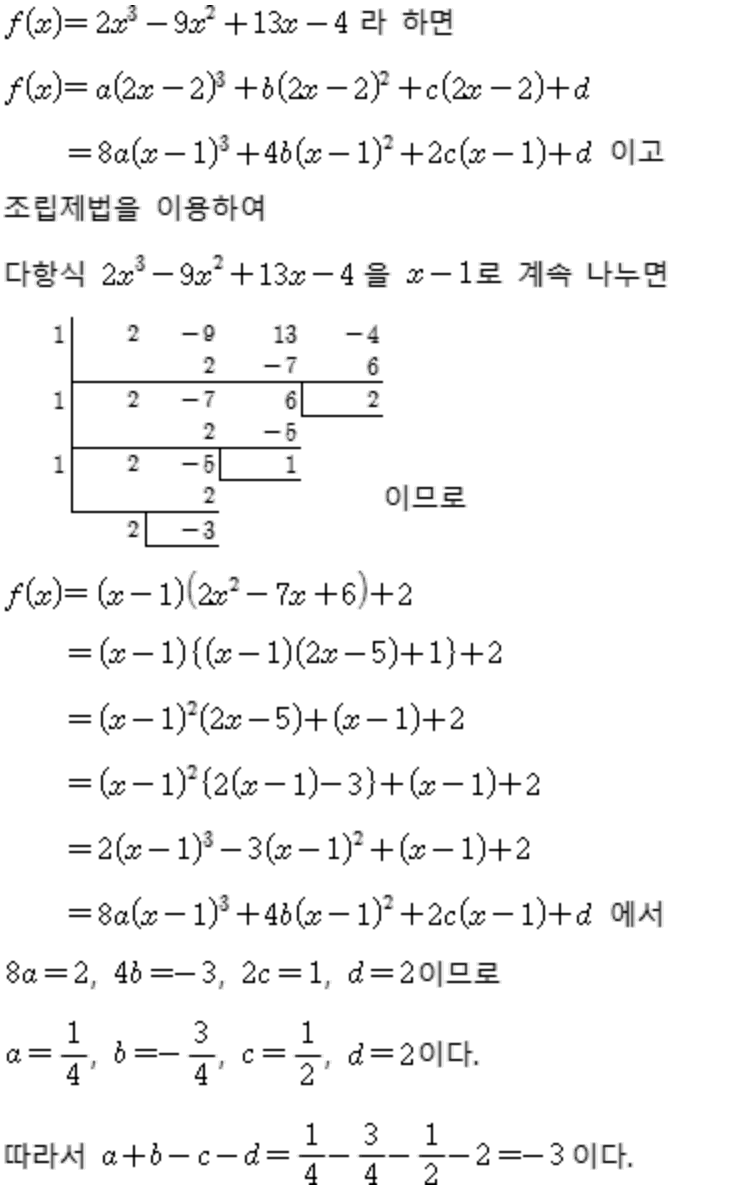 f(x)= 2x³ − 9x² + 13x − 4 라 하면
f(x)= a(2x − 2)³ + b(2x − 2)² + c(2x − 2) + d
= 8a(x − 1)³ + 4b(x − 1)² + 2c(x − 1) + d 이고
조립제법을 이용하여
다항식 2x³ − 9x² + 13x − 4 을 x − 1로 계속 나누면
1 2 −9 13 −4
2 −7 6
1 2 −7 6 2
2 −5
1 2 −5 1
2 이므로
2 −3
f(x)= (x − 1)(2x² − 7x + 6) + 2
= (x − 1){(x − 1)(2x − 5) + 1} + 2
= (x − 1)²(2x − 5) + (x − 1) + 2
= (x − 1)²{2(x − 1) − 3} + (x − 1) + 2
= 2(x − 1)³ − 3(x − 1)² + (x − 1) + 2
= 8a(x − 1)³ + 4b(x − 1)² + 2c(x − 1) + d 에서
8a = 2, 4b = −3, 2c = 1, d = 2이므로
a = 1/4, b = −3/4, c = 1/2, d = 2이다.
따라서 a + b − c − d = 1/4 − 3/4 − 1/2 − 2 = −3 이다.